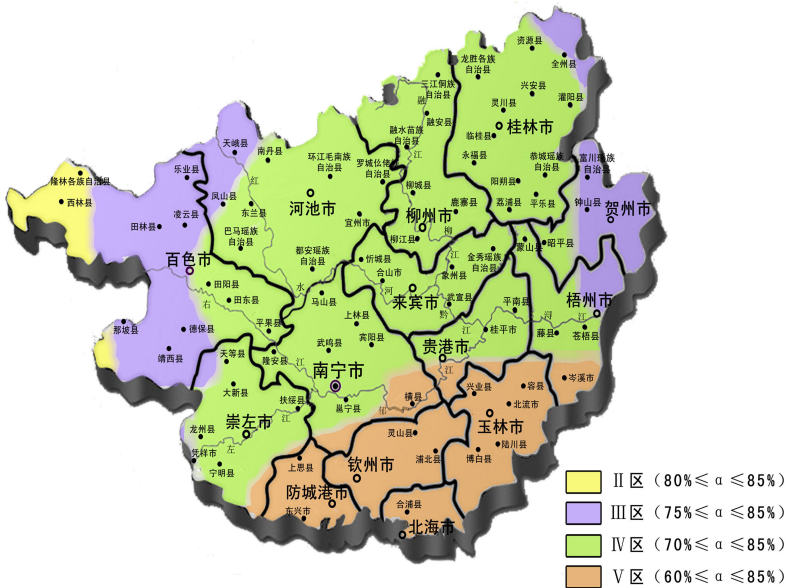 资源县
全州县
龙胜各族
自治县
三江侗族
自治县
兴安县
灌阳县
融
灵川县
融安县
桂林市
临桂县
融水苗族
自治县
天峨县
南丹县
江
永福县
恭城瑶族
自治县
富川瑶族
自治县
环江毛南族
自治县
罗城仫佬族
自治县
乐业县
隆林各族自治县
红
阳朔县
柳城县
西林县
凤山县
河池市
平乐县
荔浦县
鹿寨县
钟山县
贺州市
东兰县
凌云县
宜州市
柳州市
田林县
巴马瑶族
自治县
柳
柳江县
蒙山县
昭平县
都安瑶族
自治县
金秀瑶族
自治县
江
百色市
忻城县
合山市
象州县
田阳县
水
河
来宾市
右
田东县
马山县
武宣县
梧州市
黔
平南县
浔
江
上林县
那坡县
德保县
平果县
江
桂平市
藤县
苍梧县
宾阳县
武鸣县
贵港市
靖西县
天等县
隆安县
江
南宁市
江
岑溪市
大新县
兴业县
容县
扶绥县
横县
邕宁县
郁
北流市
崇左市
玉林市
龙州县
江
灵山县
左
陆川县
凭祥市
浦北县
博白县
上思县
钦州市
宁明县
防城港市
合浦县
东兴市
北海市
Ⅱ区（80%≤α≤85%）
Ⅲ区（75%≤α≤85%）
Ⅳ区（70%≤α≤85%）
Ⅴ区（60%≤α≤85%）